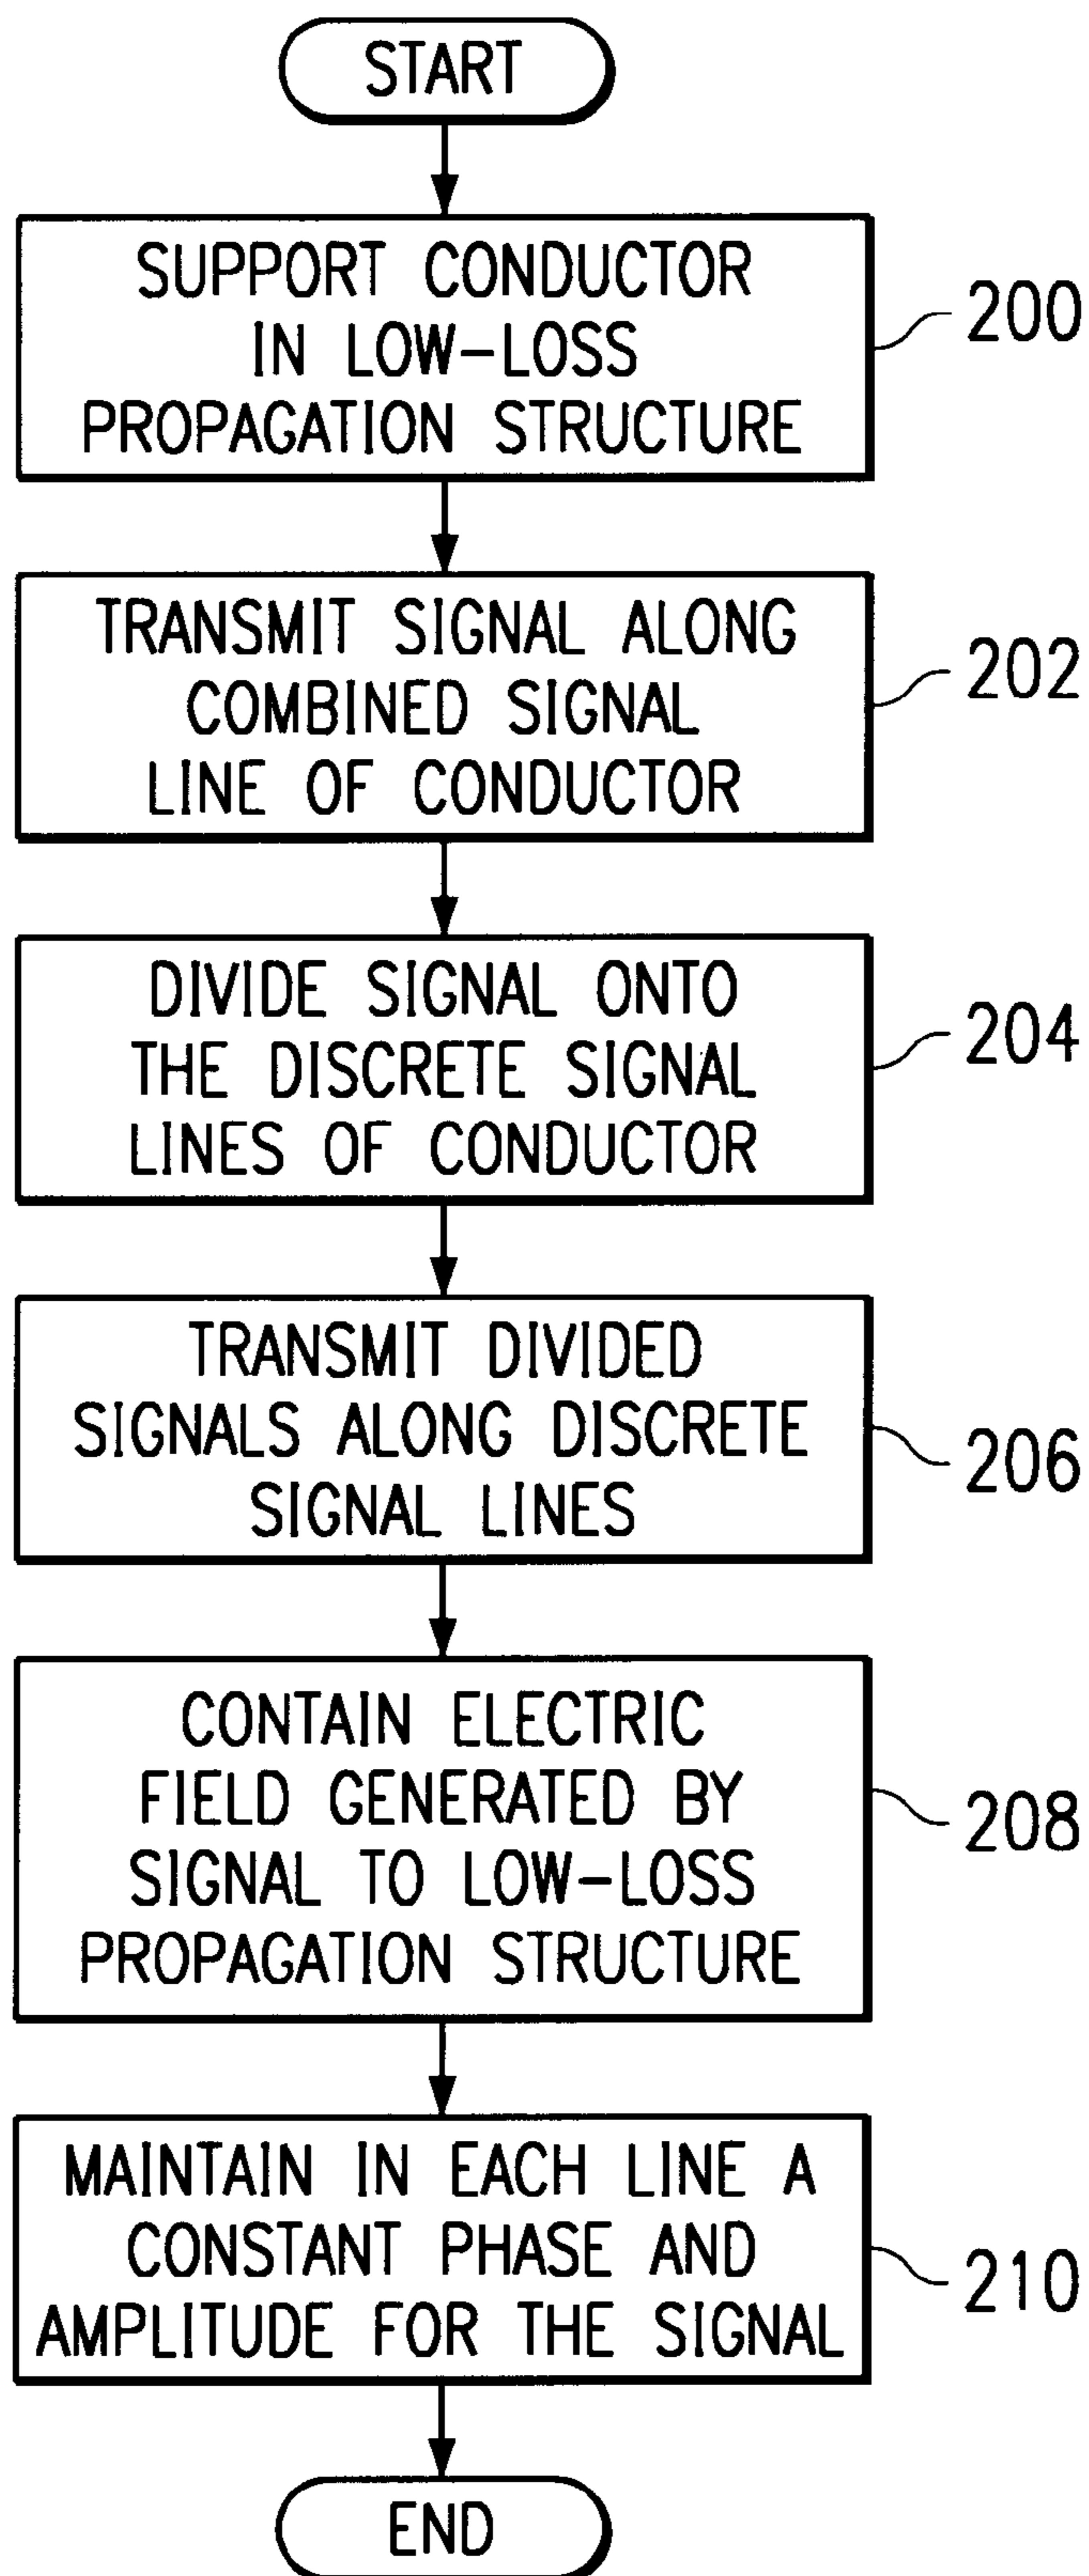 START
SUPPORT CONDUCTOR
IN LOW-LOSS
PROPAGATION STRUCTURE
200
TRANSMIT SIGNAL ALONG
COMBINED SIGNAL
LINE OF CONDUCTOR
202
DIVIDE SIGNAL ONTO
THE DISCRETE SIGNAL
LINES OF CONDUCTOR
204
TRANSMIT DIVIDED
SIGNALS ALONG DISCRETE
SIGNAL LINES
206
CONTAIN ELECTRIC
FIELD GENERATED BY
SIGNAL TO LOW-LOSS
PROPAGATION STRUCTURE
208
MAINTAIN IN EACH LINE A
CONSTANT PHASE AND
AMPLITUDE FOR THE SIGNAL
210
END